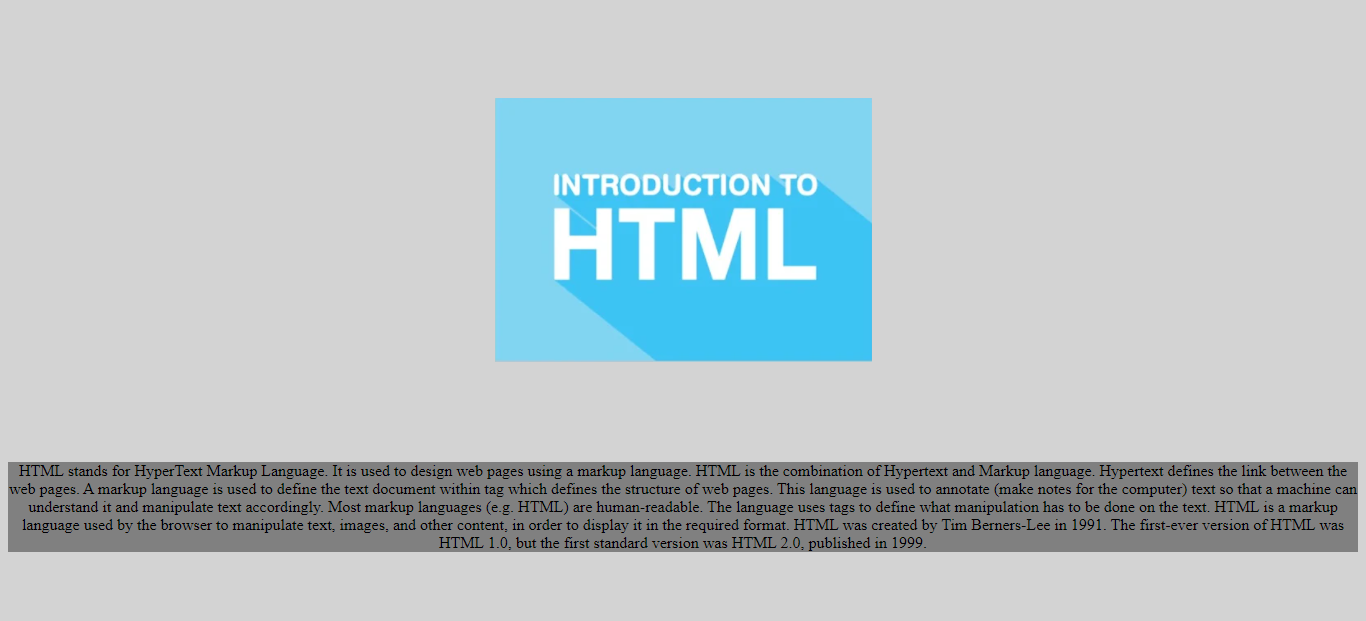 INTRODUCTION TO
HTML
HTML stands for HyperText Markup Language. It is used to design web pages using a markup language. HTML is the combination of Hypertext and Markup language. Hypertext defines the link between the
web pages. A markup language is used to define the text document within tag which defines the structure of web pages. This language is used to annotate (make notes for the computer) text so that a machine can
understand it and manipulate text accordingly. Most markup languages (e.g. HTML) are human-readable. The language uses tags to define what manipulation has to be done on the text. HTML is a markup
language used by the browser to manipulate text, images, and other content, in order to display it in the required format. HTML was created by Tim Berners-Lee in 1991. The first-ever version of HTML was
HTML 1.0, but the first standard version was HTML 2.0, published in 1999.